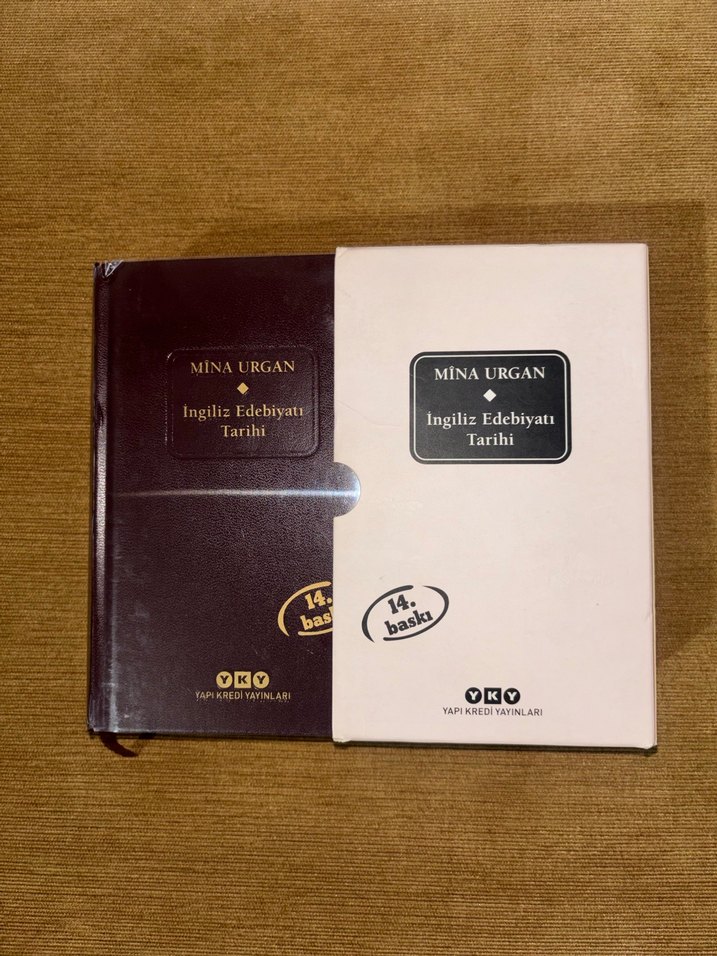 MÎNA URGAN
İngiliz Edebiyatı
Tarihi
14.
YKY
YAPI KREDİ YAYINLARI
MÎNA URGAN
İngiliz Edebiyatı
Tarihi
14.
baskı
YKY
YAPI KREDİ YAYINLARI